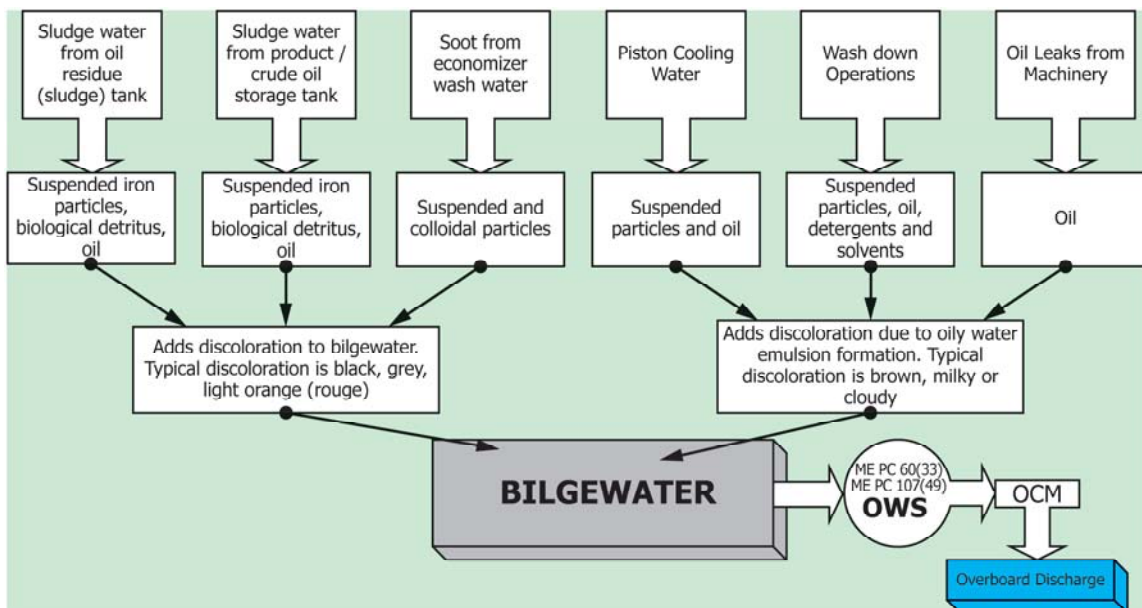 Sludge water
from oil
residue
(sludge) tank
Sludge water
from product /
crude oil
storage tank
Soot from
economizer
wash water
Piston Cooling
Water
Wash down
Operations
Oil Leaks from
Machinery
Suspended iron
particles,
biological detritus,
oil
Suspended iron
particles,
biological detritus,
oil
Suspended and
colloidal particles
Suspended
particles and oil
Suspended
particles, oil,
detergents and
solvents
Oil
Adds discoloration to bilgewater.
Typical discoloration is black, grey,
light orange (rouge)
Adds discoloration due to oily water
emulsion formation. Typical
discoloration is brown, milky or
cloudy
BILGEWATER
ME PC 60(33)
ME PC 107(49)
OWS
OCM
Overboard Discharge